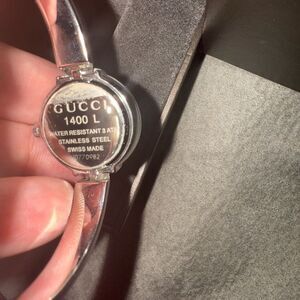 GUCCI
1400 L
WATER RESISTANT 3 ATM
STAINLESS STEEL
SWISS MADE